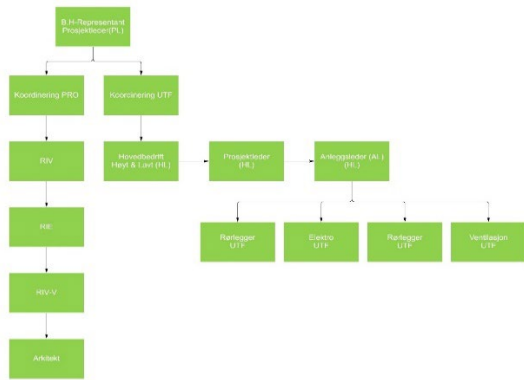 B.H-Representant
Prosjektleder(PL)
Koordinering PRO
Koordinering UTF
RIV
Hovedbedrift
Høyt & Lavt (HL)
Prosjektleder
(HL)
Anleggsleder (AL)
(HL)
RIE
Rørlegger
UTF
Elektro
UTF
Rørlegger
UTF
Ventilasjon
UTF
RIV-V
Arkitekt